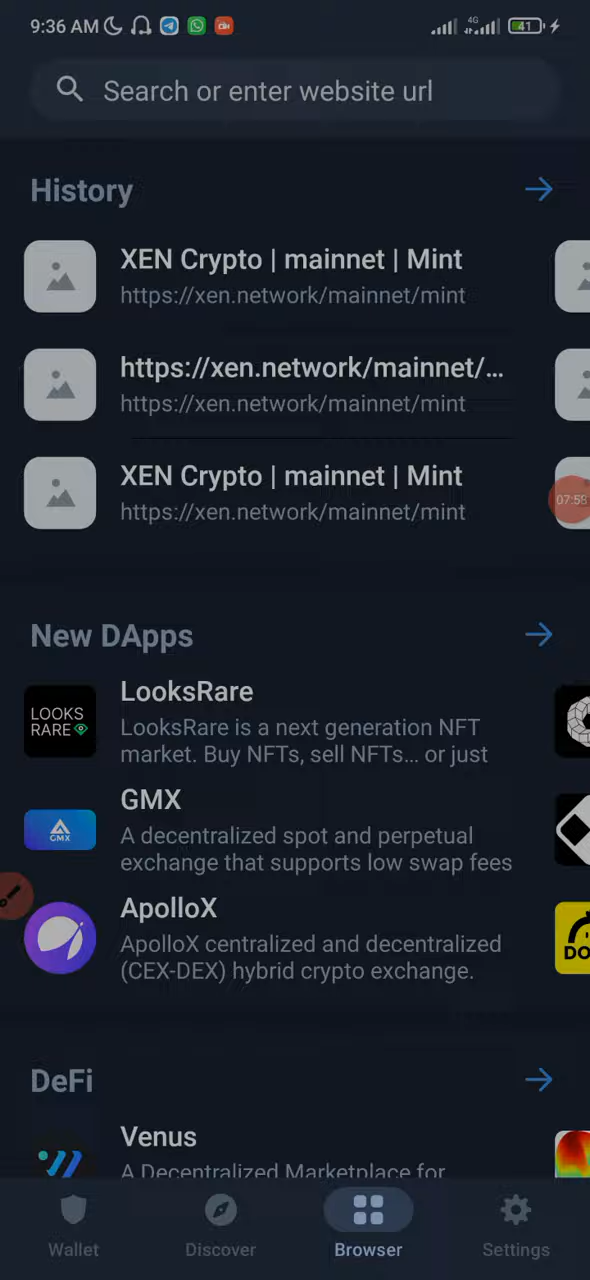 9:36 AM
4G
41
Search or enter website url
History
XEN Crypto | mainnet | Mint
https://xen.network/mainnet/mint
https://xen.network/mainnet/...
https://xen.network/mainnet/mint
XEN Crypto | mainnet | Mint
https://xen.network/mainnet/mint
07:59
New DApps
LOOKS
RARE
LooksRare
LooksRare is a next generation NFT
market. Buy NFTs, sell NFTs... or just
GMX
GMX
A decentralized spot and perpetual
exchange that supports low swap fees
ApolloX
ApolloX centralized and decentralized
(CEX-DEX) hybrid crypto exchange.
DO
DeFi
Venus
A Decentralized Marketplace for
Wallet
Discover
Browser
Settings